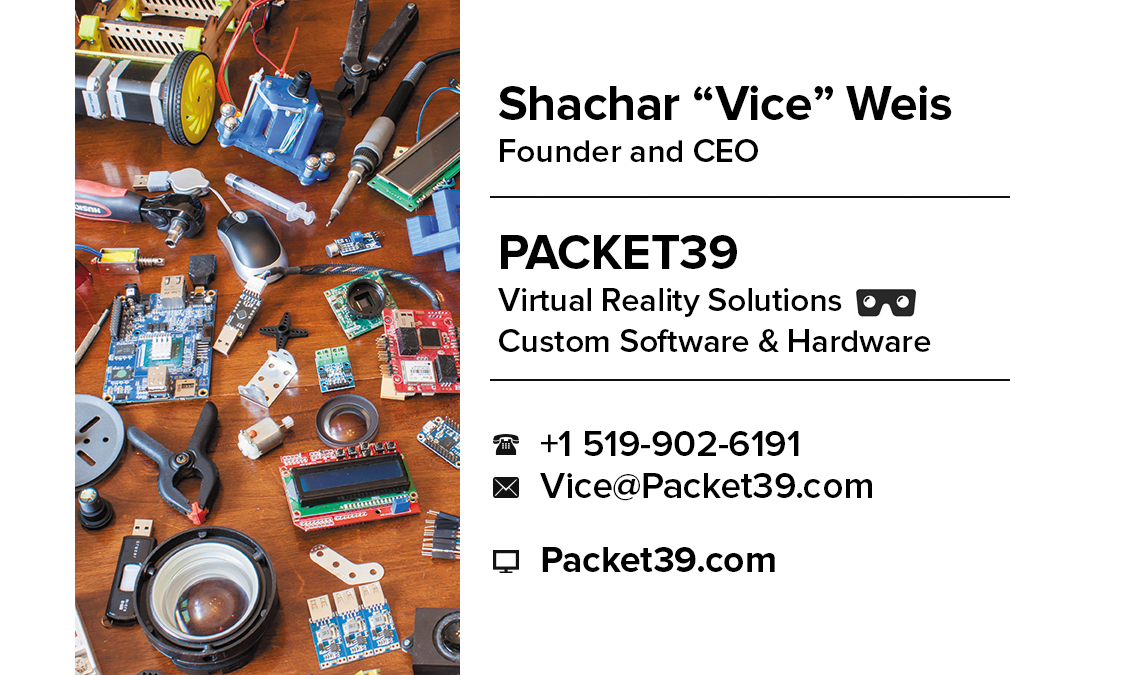 Shachar “Vice” Weis
Founder and CEO
PACKET39
Virtual Reality Solutions
Custom Software & Hardware
+1 519-902-6191
Vice@Packet39.com
Packet39.com
HUSKY